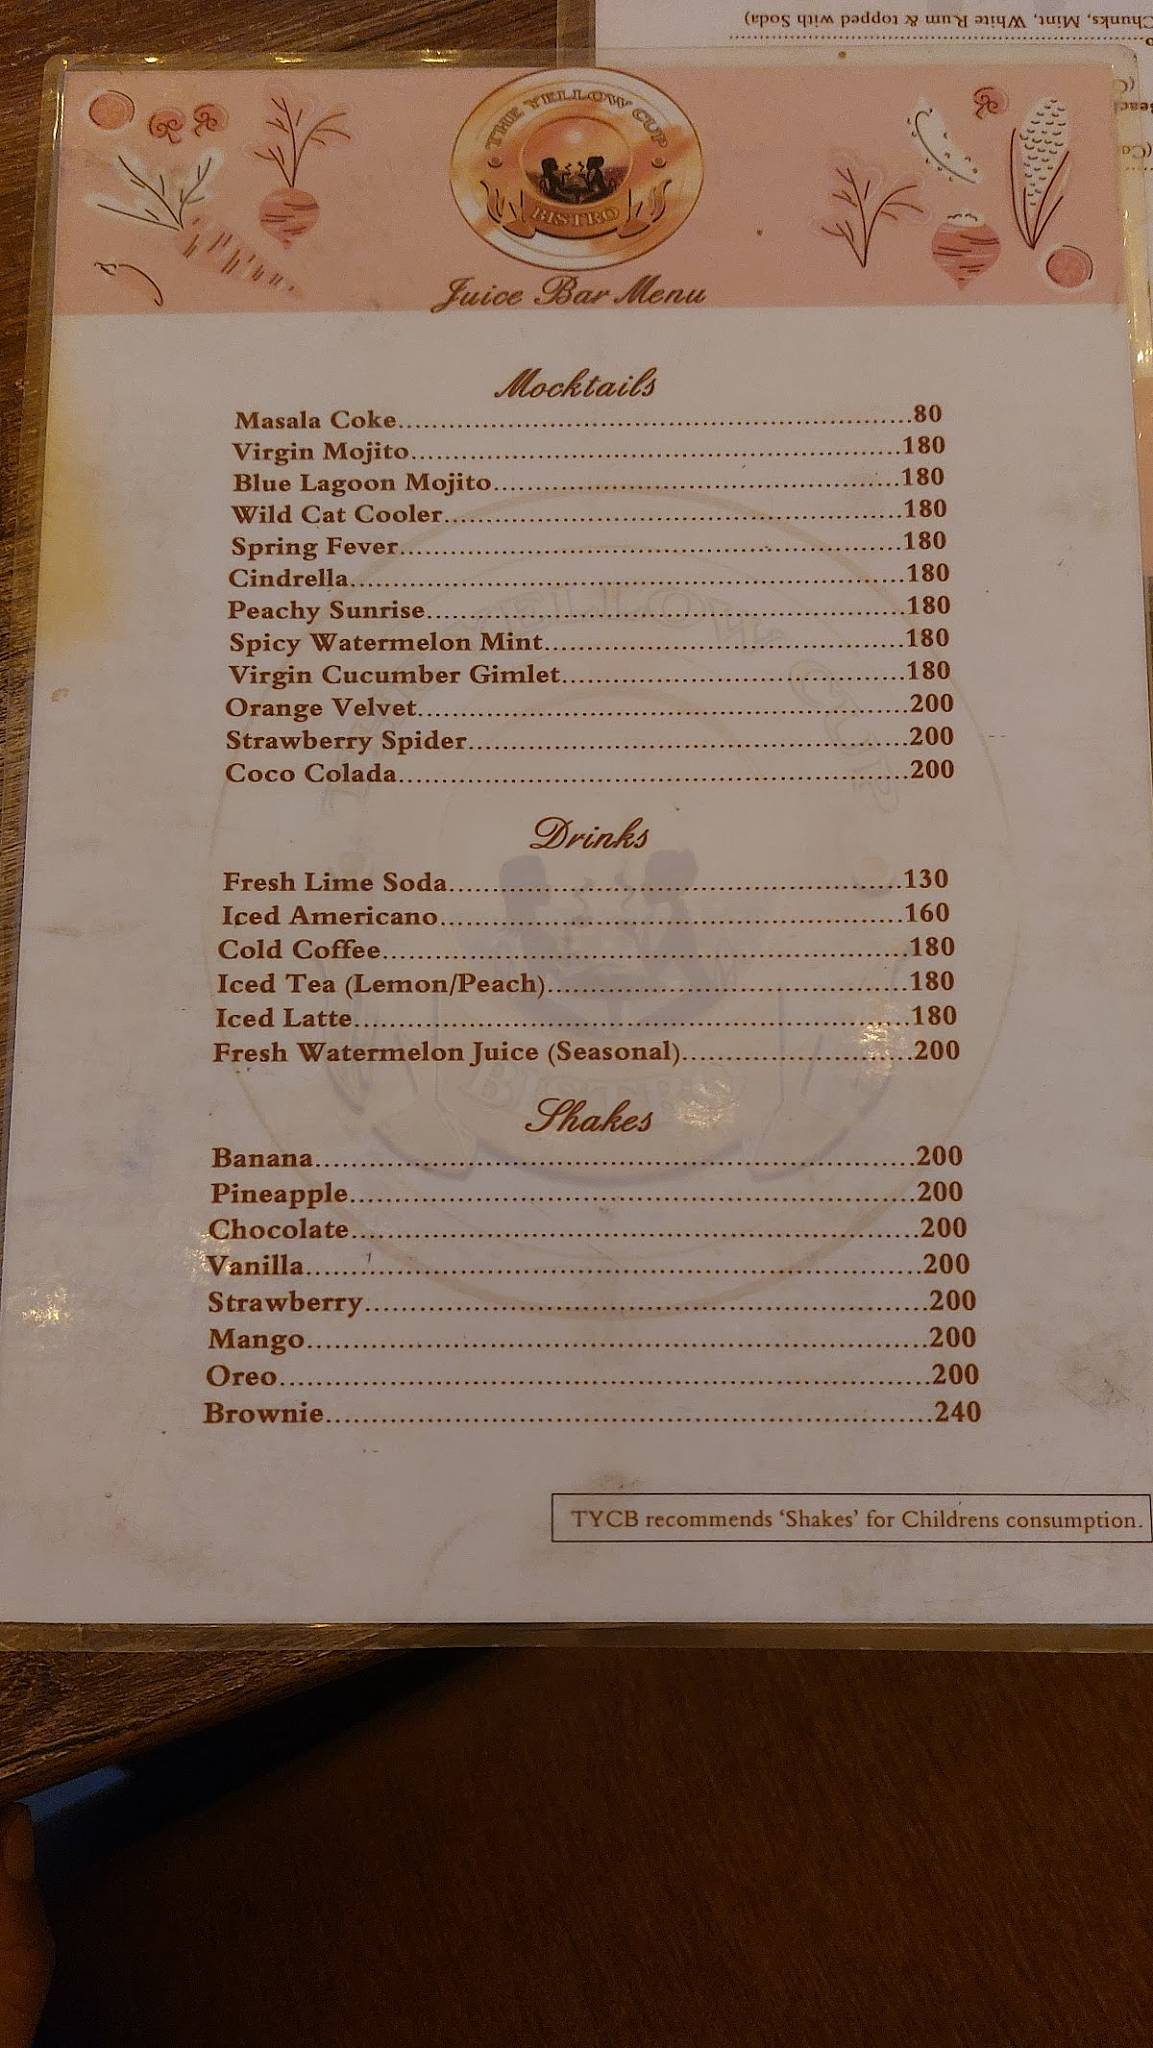 Chunks, Mint, White Rum & topped with Soda)
THE YELLOW CUP
BISTRO
Juice Bar Menu
Mocktails
Masala Coke.....80
Virgin Mojito.....180
Blue Lagoon Mojito.....180
Wild Cat Cooler.....180
Spring Fever.....180
Cindrella.....180
Peachy Sunrise.....180
Spicy Watermelon Mint.....180
Virgin Cucumber Gimlet.....180
Orange Velvet.....200
Strawberry Spider.....200
Coco Colada.....200
Drinks
Fresh Lime Soda.....130
Iced Americano.....160
Cold Coffee.....180
Iced Tea (Lemon/Peach).....180
Iced Latte.....180
Fresh Watermelon Juice (Seasonal).....200
Shakes
Banana.....200
Pineapple.....200
Chocolate.....200
Vanilla.....200
Strawberry.....200
Mango.....200
Oreo.....200
Brownie.....240
TYCB recommends ‘Shakes’ for Childrens consumption.